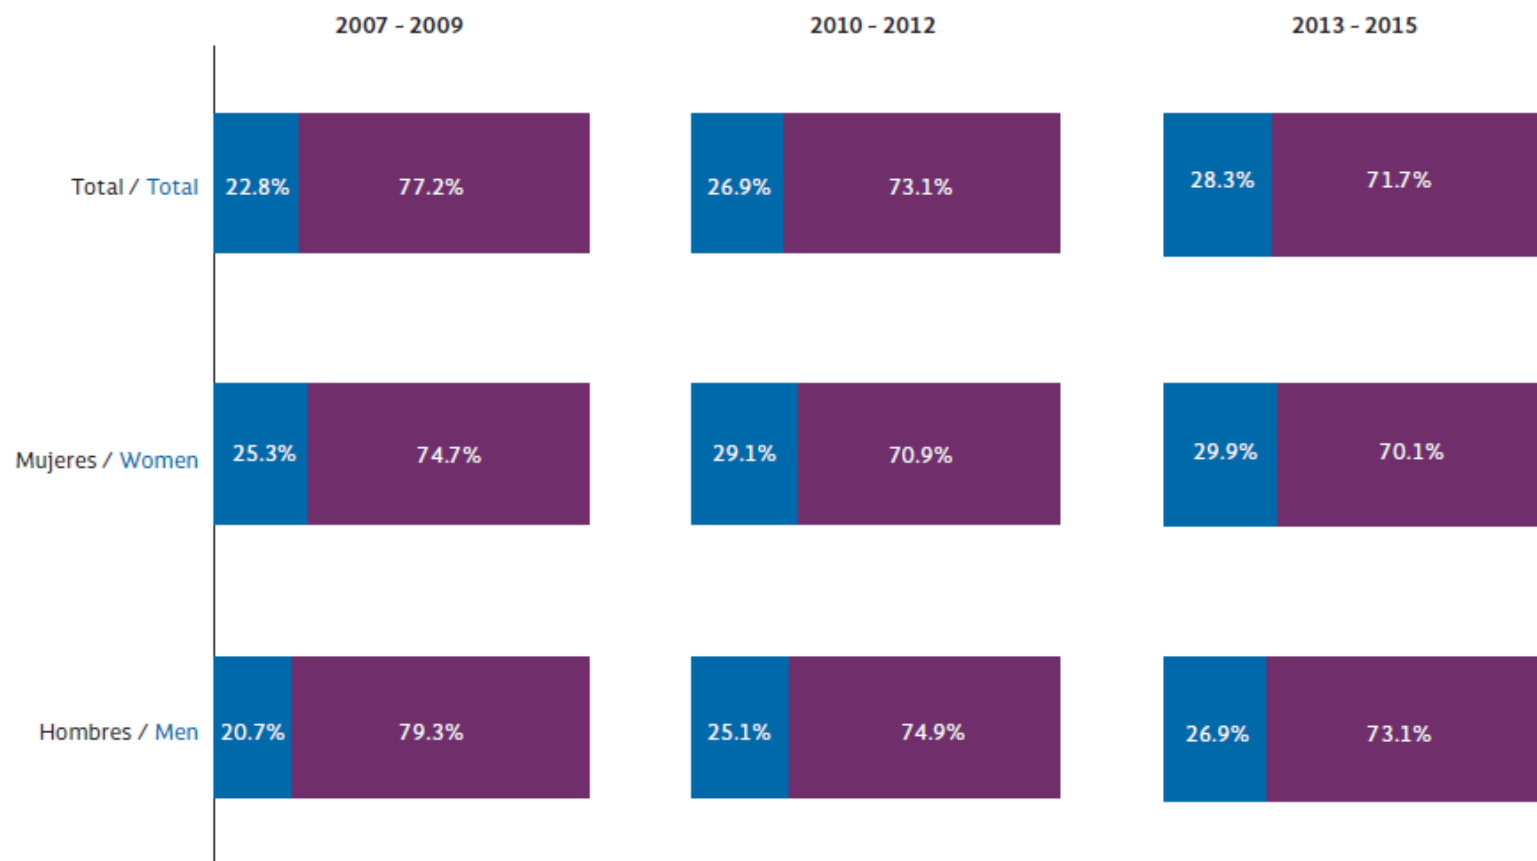 2007 - 2009 2010 - 2012 2013 - 2015
Total / Total 22.8% 77.2% 26.9% 73.1% 28.3% 71.7%
Mujeres / Women 25.3% 74.7% 29.1% 70.9% 29.9% 70.1%
Hombres / Men 20.7% 79.3% 25.1% 74.9% 26.9% 73.1%